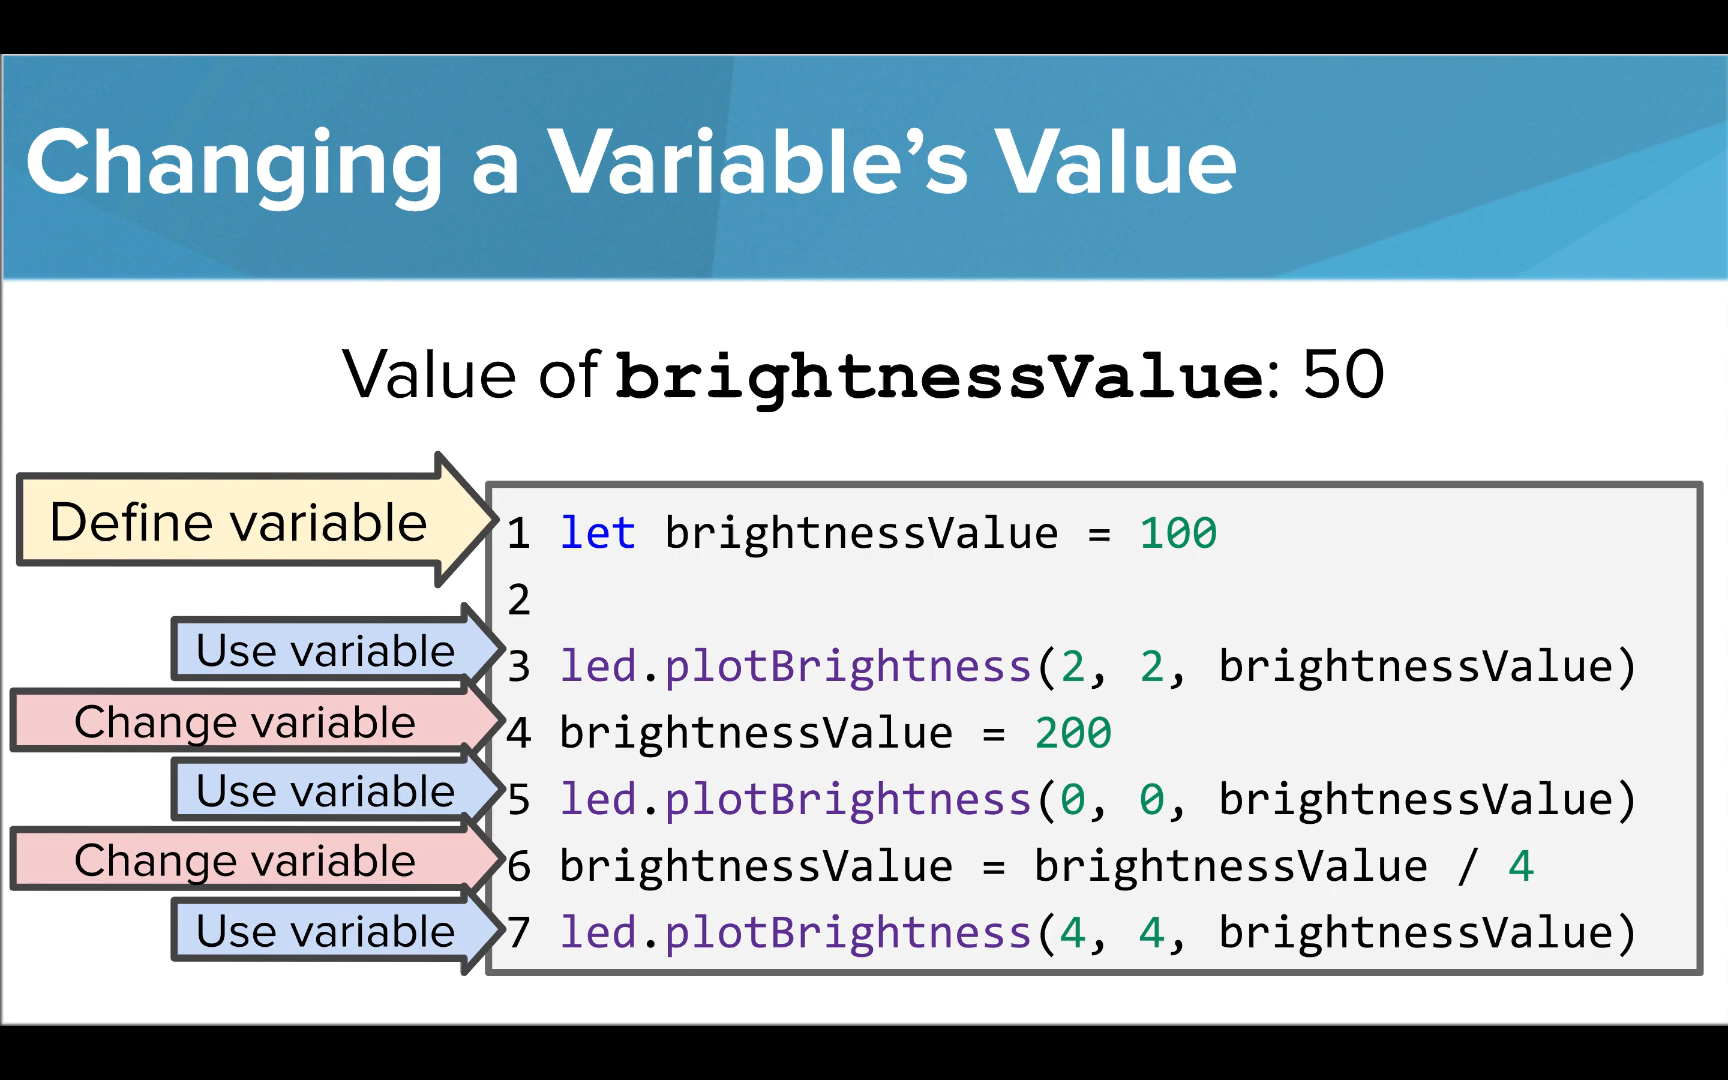 Changing a Variable’s Value
Value of brightnessValue: 50
Define variable
1 let brightnessValue = 100
2
Use variable
3 led.plotBrightness(2, 2, brightnessValue)
Change variable
4 brightnessValue = 200
Use variable
5 led.plotBrightness(0, 0, brightnessValue)
Change variable
6 brightnessValue = brightnessValue / 4
Use variable
7 led.plotBrightness(4, 4, brightnessValue)